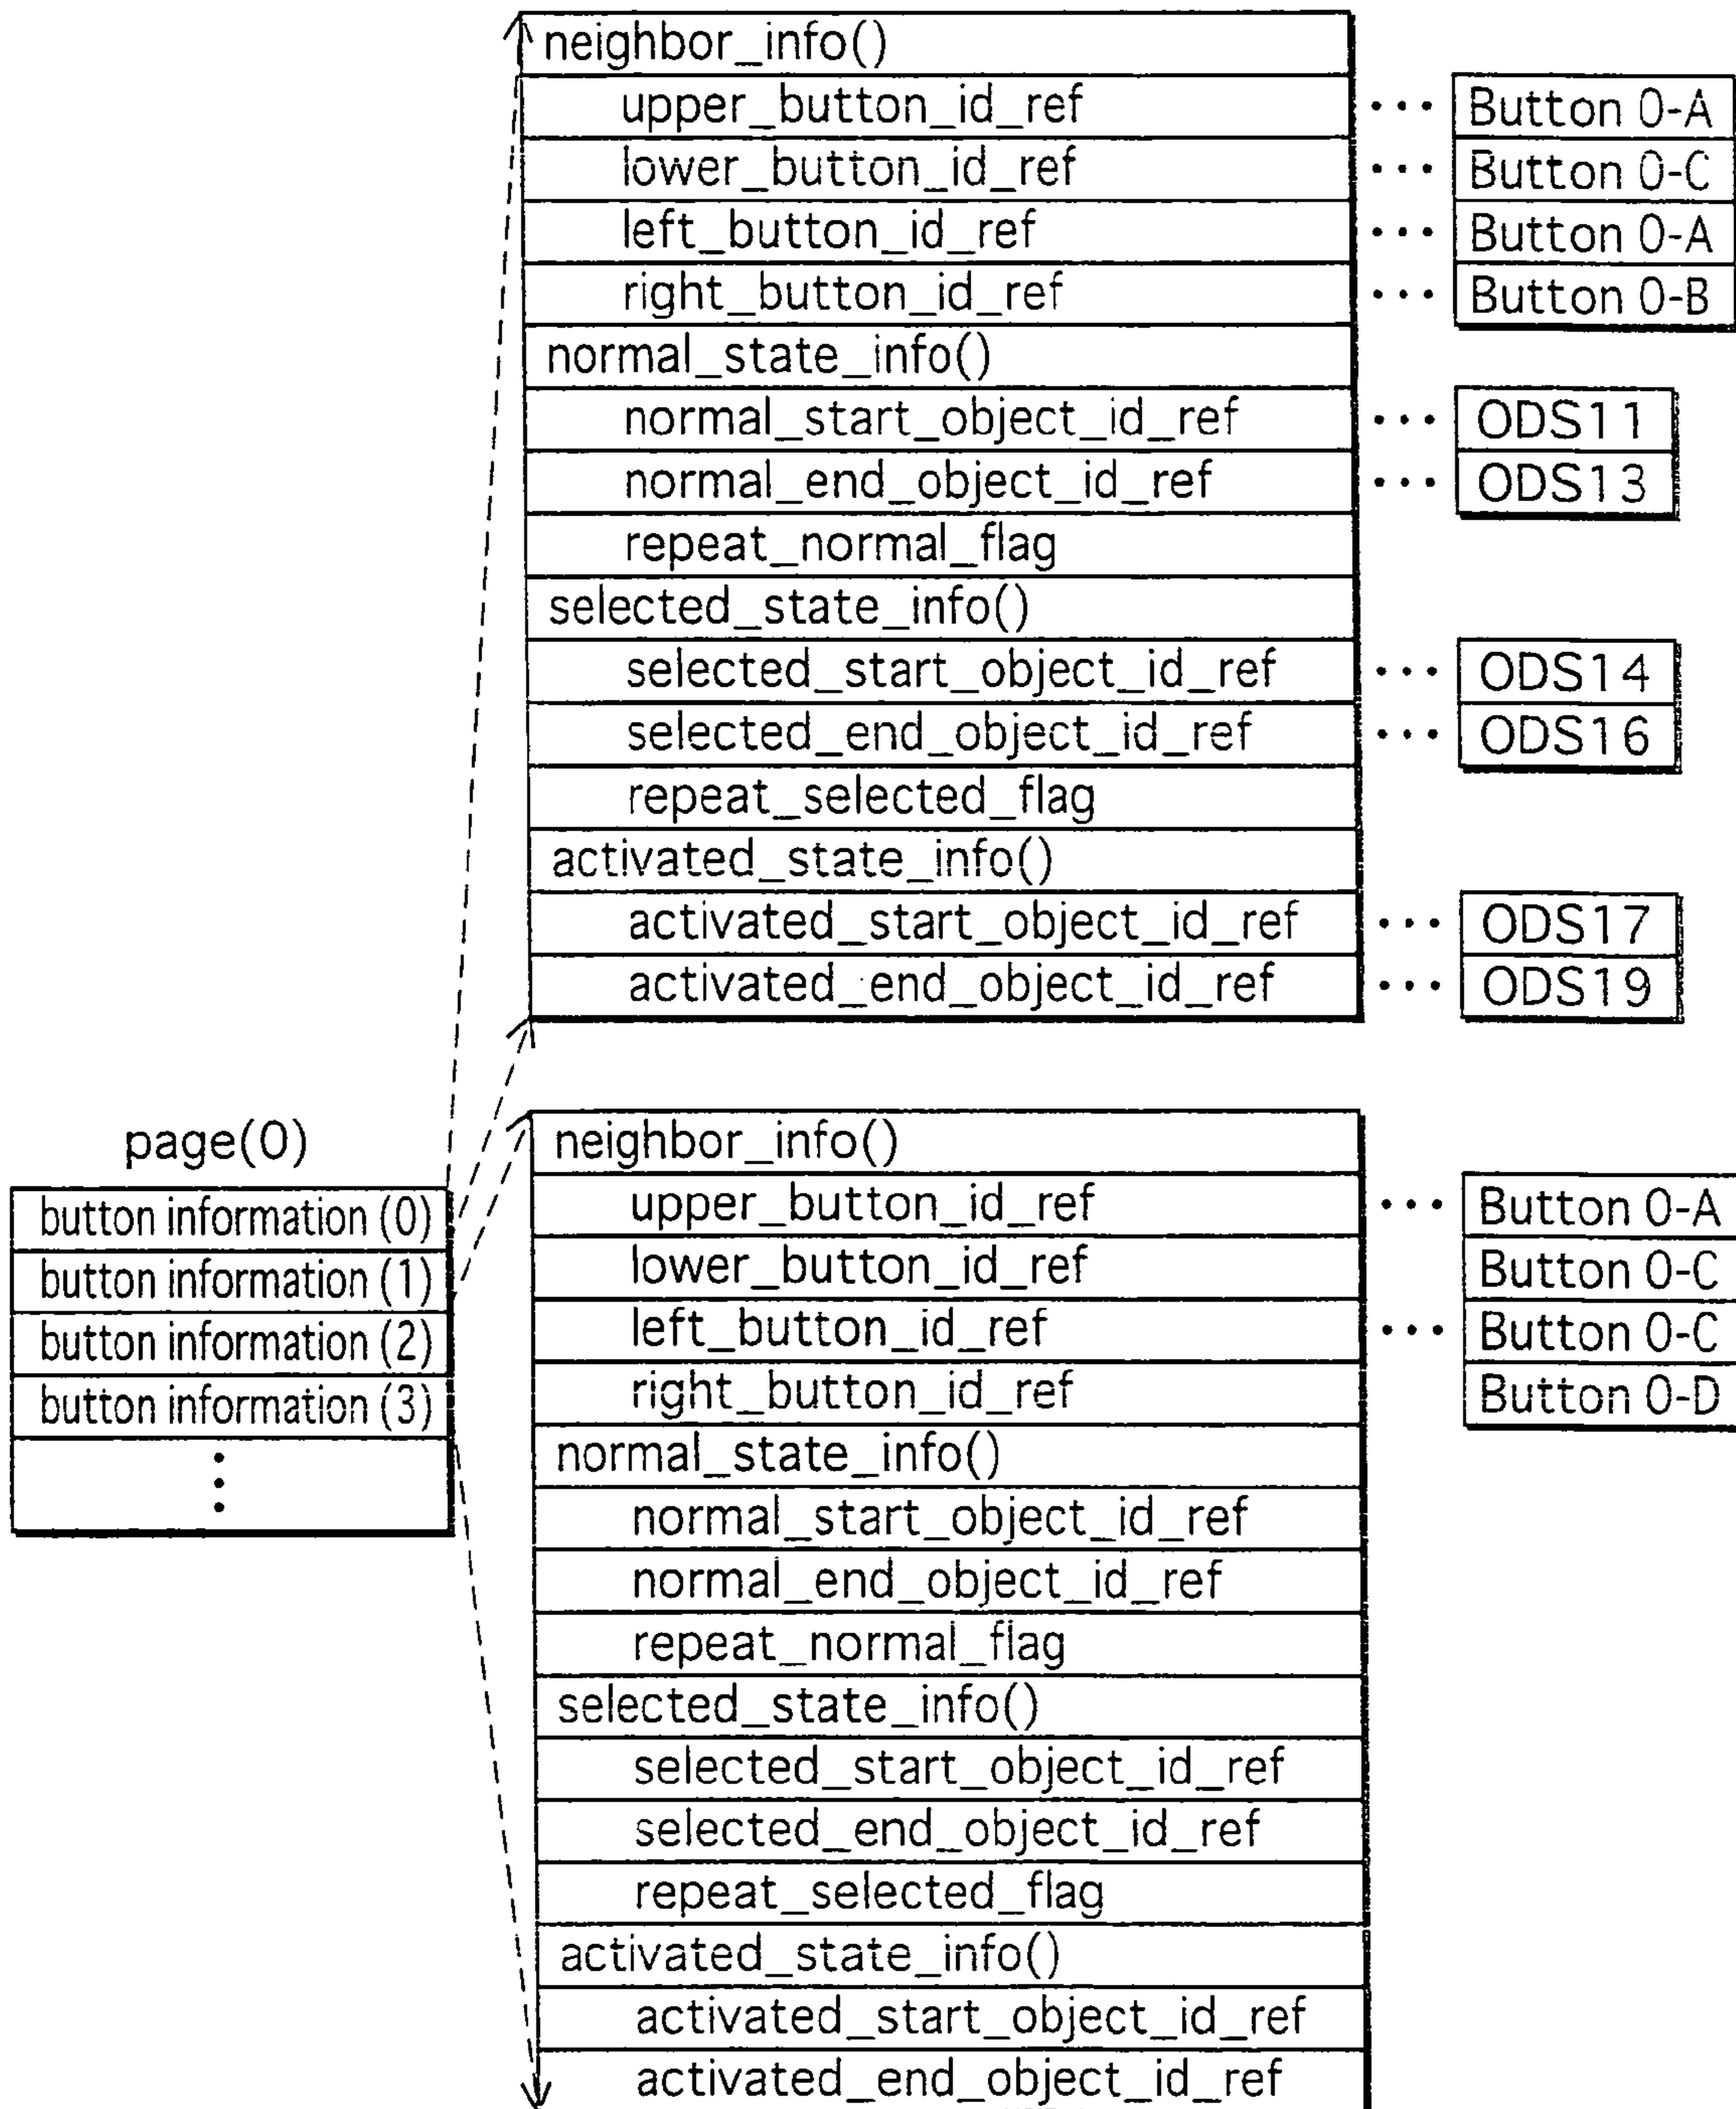 neighbor_info()
upper_button_id_ref ... Button 0-A
lower_button_id_ref ... Button 0-C
left_button_id_ref ... Button 0-A
right_button_id_ref ... Button 0-B
normal_state_info()
normal_start_object_id_ref ... ODS11
normal_end_object_id_ref ... ODS13
repeat_normal_flag
selected_state_info()
selected_start_object_id_ref ... ODS14
selected_end_object_id_ref ... ODS16
repeat_selected_flag
activated_state_info()
activated_start_object_id_ref ... ODS17
activated_end_object_id_ref ... ODS19
page(0)
button information (0)
button information (1)
button information (2)
button information (3)
⋮
neighbor_info()
upper_button_id_ref ... Button 0-A
lower_button_id_ref Button 0-C
left_button_id_ref ... Button 0-C
right_button_id_ref Button 0-D
normal_state_info()
normal_start_object_id_ref
normal_end_object_id_ref
repeat_normal_flag
selected_state_info()
selected_start_object_id_ref
selected_end_object_id_ref
repeat_selected_flag
activated_state_info()
activated_start_object_id_ref
activated_end_object_id_ref